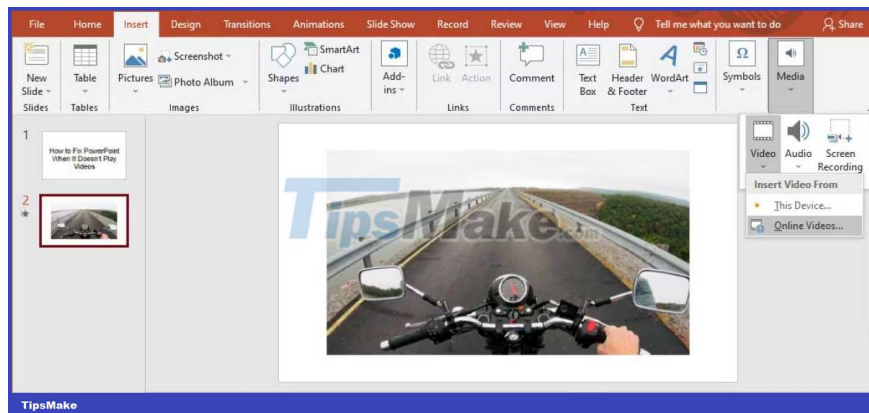 File Home Insert Design Transitions Animations Slide Show Record Review View Help Tell me what you want to do Share
New Slide
Table
Pictures
Screenshot
Photo Album
Shapes
SmartArt
Chart
Add-ins
Link
Action
Comment
Text Box
Header & Footer
WordArt
Symbols
Media
Slides Tables Images Illustrations Links Comments Text
Video Audio Screen Recording
Insert Video From
This Device...
Online Videos...
1
How to Fix PowerPoint
When It Doesn't Play
Videos
2
TipsMake.com
TipsMake